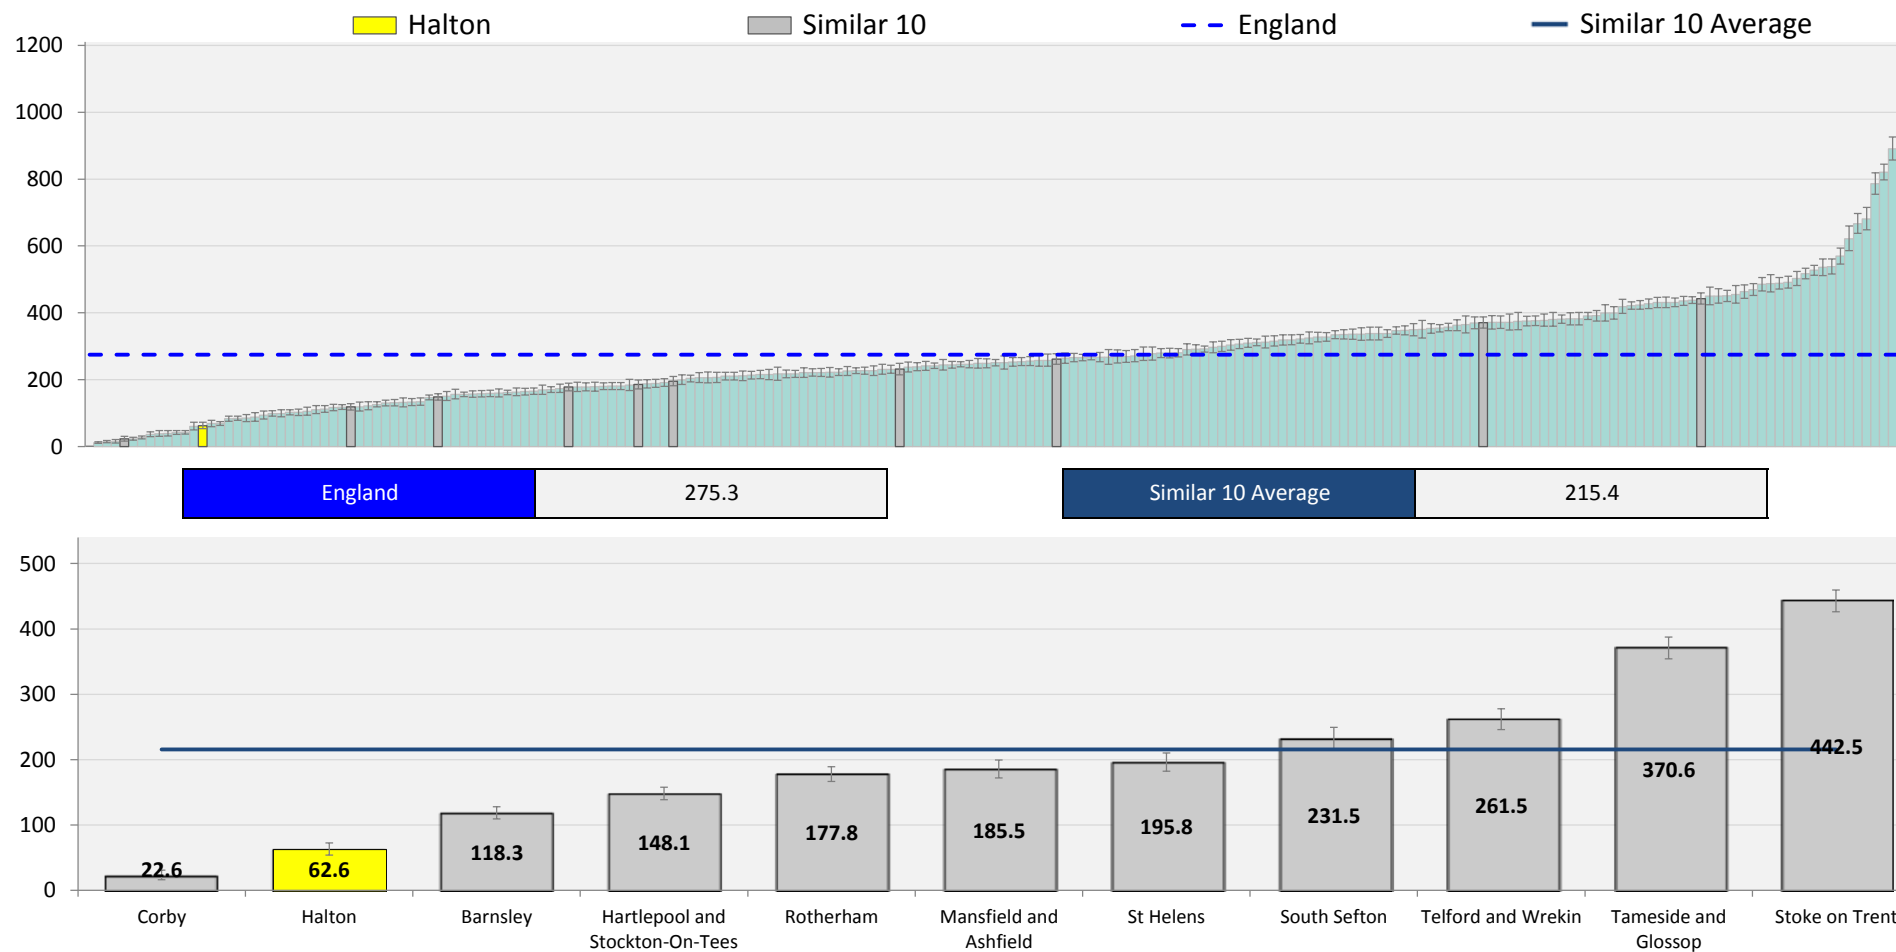 Halton
Similar 10
England
Similar 10 Average
1200
1000
800
600
400
200
0
England
275.3
Similar 10 Average
215.4
500
400
300
200
100
0
22.6
62.6
118.3
148.1
177.8
185.5
195.8
231.5
261.5
370.6
442.5
Corby
Halton
Barnsley
Hartlepool and
Stockton-On-Tees
Rotherham
Mansfield and
Ashfield
St Helens
South Sefton
Telford and Wrekin
Tameside and
Glossop
Stoke on Trent